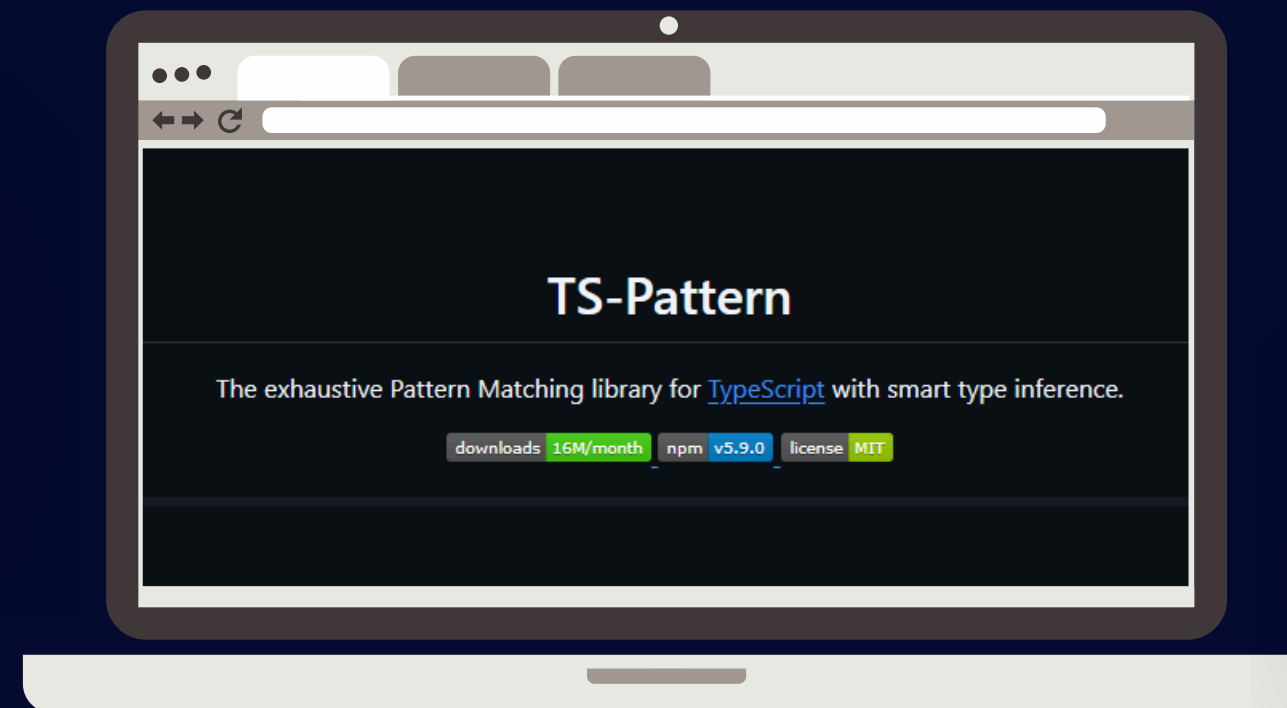 TS-Pattern
The exhaustive Pattern Matching library for TypeScript with smart type inference.
downloads 16M/month npm v5.9.0 license MIT